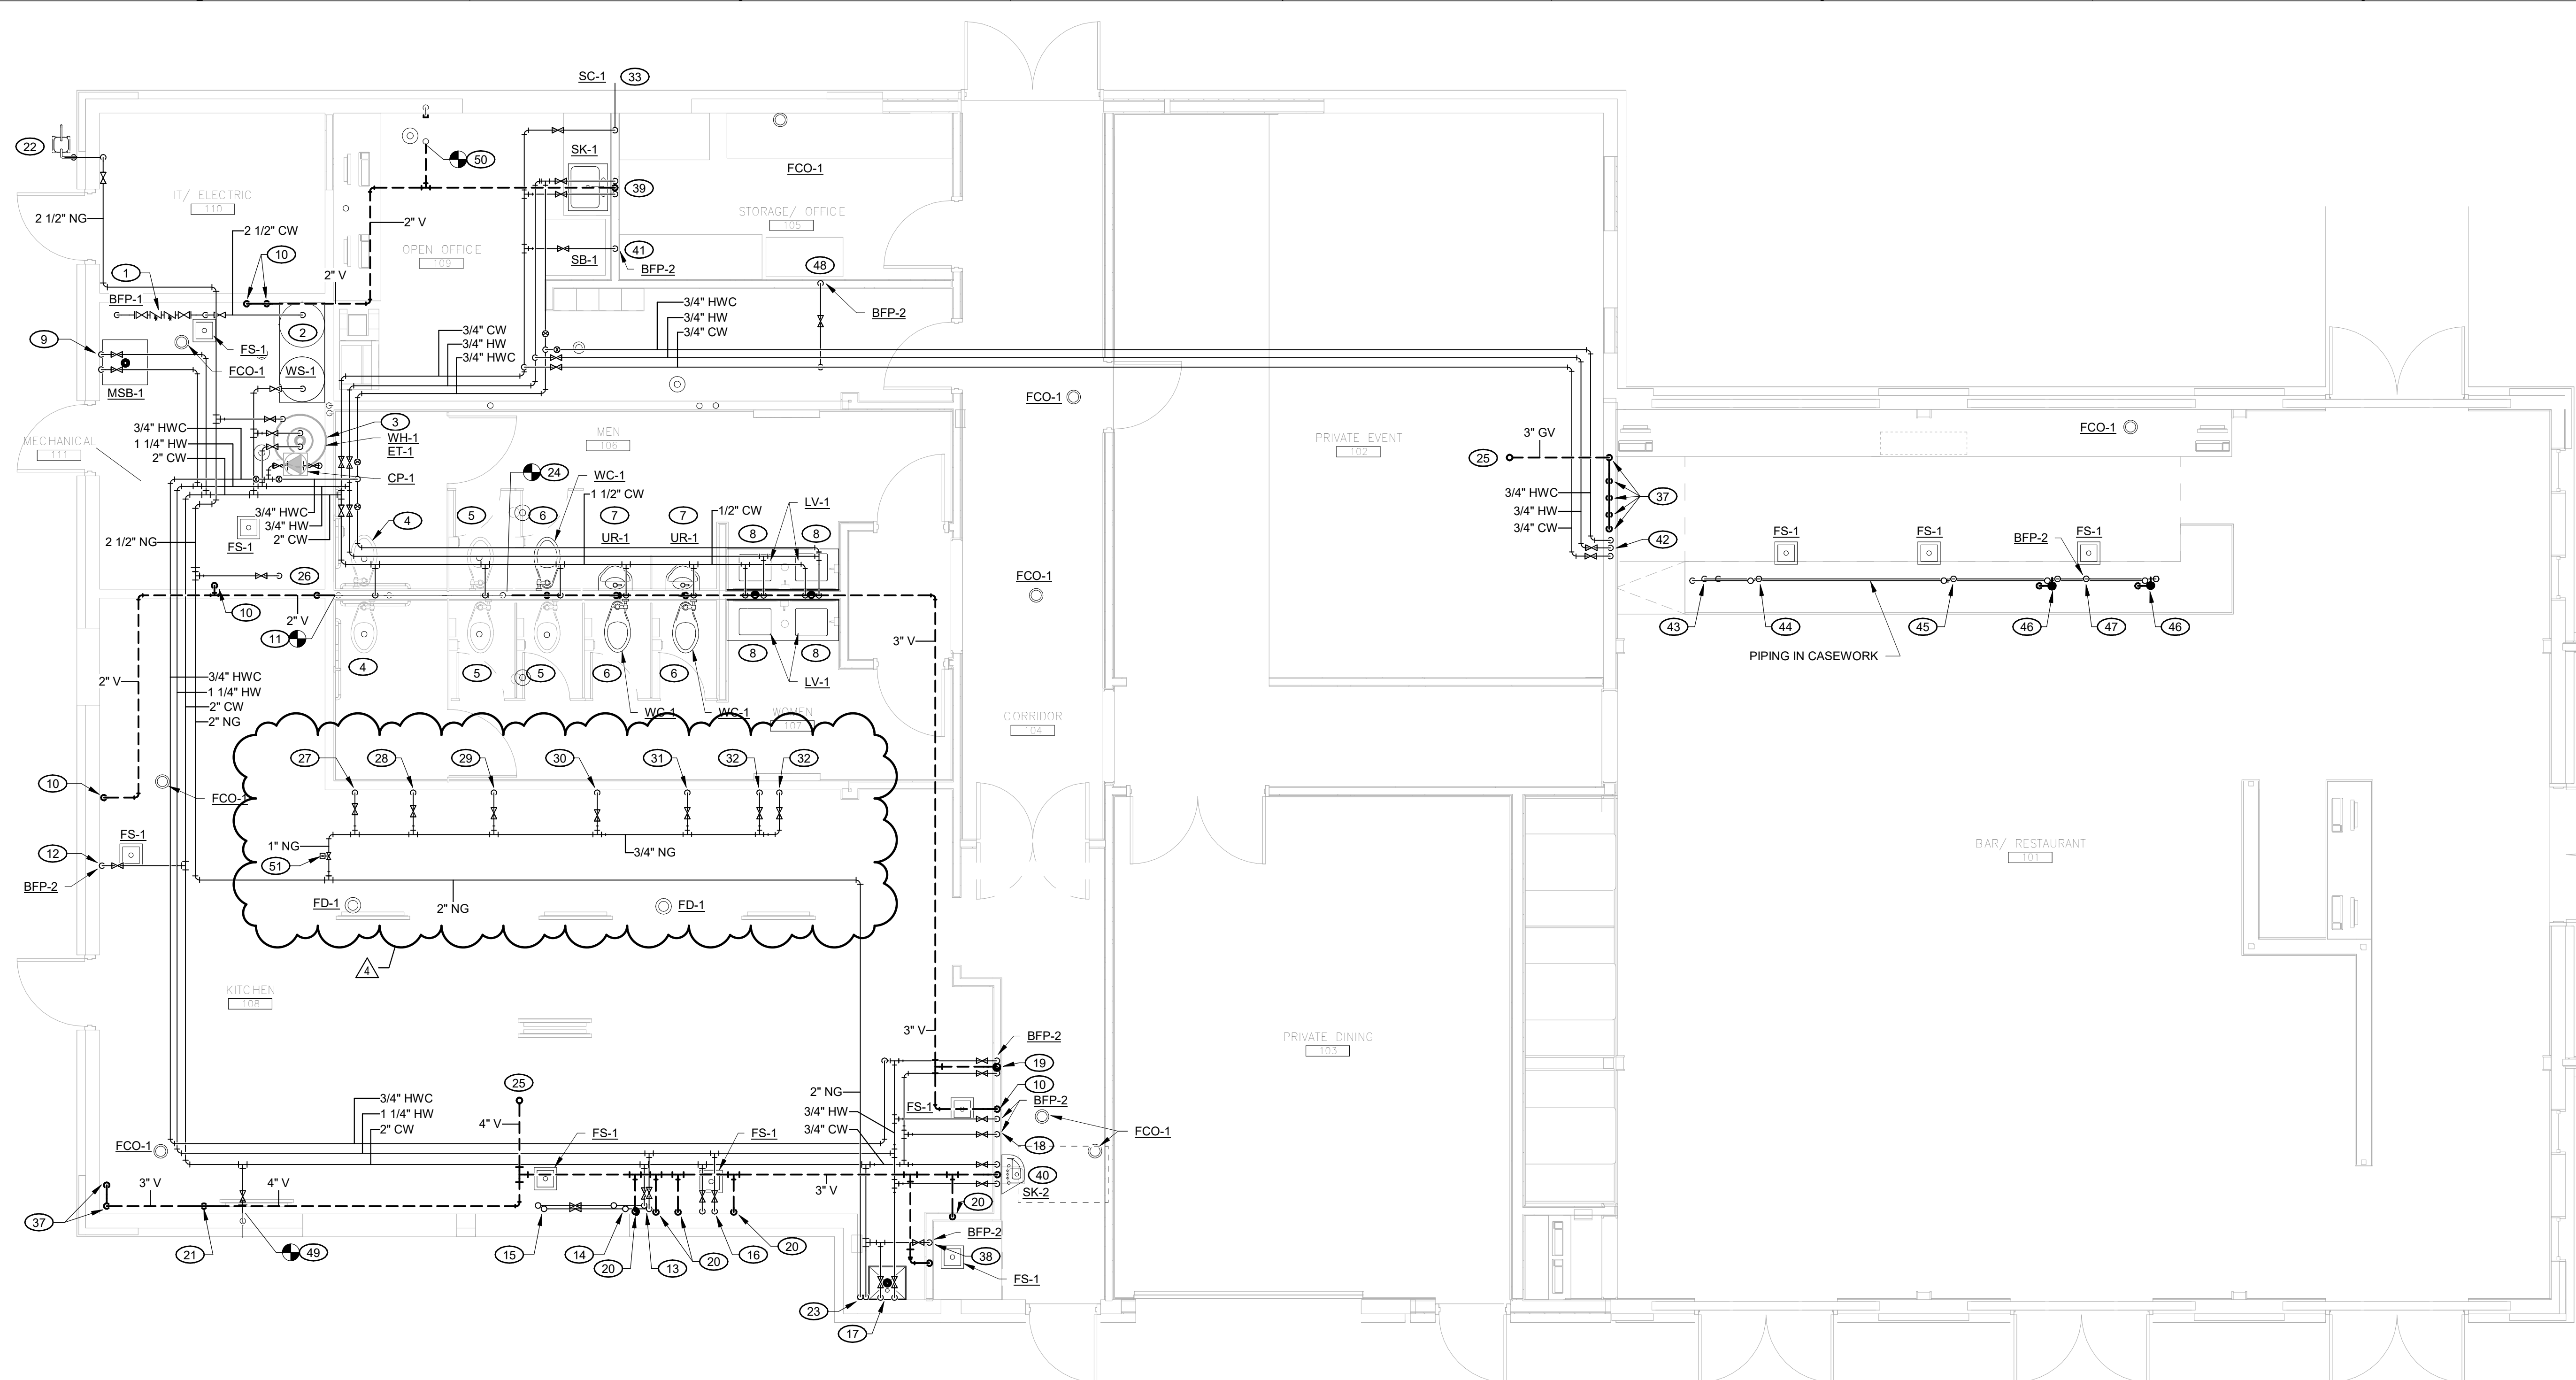 SC-1
33
22
SK-1
50
39
FCO-1
IT/ ELECTRIC
110
2 1/2" NG
2" V
STORAGE/ OFFICE
105
2 1/2" CW
OPEN OFFICE
109
10
41
SB-1
BFP-2
48
1
2" V
BFP-1
2
3/4" HWC
3/4" HW
3/4" CW
BFP-2
9
3/4" CW
3/4" HW
3/4" HWC
FS-1
FCO-1
WS-1
MSB-1
FCO-1
3
3/4" HWC
1 1/4" HW
2" CW
WH-1
ET-1
MEN
106
MECHANICAL
111
CP-1
24
WC-1
PRIVATE EVENT
102
3" GV
25
FCO-1
37
3/4" HWC
3/4" HW
3/4" CW
1 1/2" CW
LV-1
1/2" CW
3/4" HWC
3/4" HW
2" CW
4
5
6
7
7
UR-1
UR-1
8
8
2 1/2" NG
FS-1
42
FS-1
FS-1
BFP-2
FS-1
26
FCO-1
10
2" V
11
3" V
43
44
45
46
47
46
PIPING IN CASEWORK
4
5
5
6
6
8
8
LV-1
2" V
3/4" HWC
1 1/4" HW
2" CW
2" NG
WC-1
WC-1
WOMEN
107
CORRIDOR
104
27
28
29
30
31
32
32
10
FCO-1
FS-1
12
BFP-2
1" NG
51
3/4" NG
BAR/ RESTAURANT
101
FD-1
2" NG
FD-1
4
KITCHEN
108
3" V
BFP-2
PRIVATE DINING
103
19
25
2" NG
10
3/4" HWC
1 1/4" HW
2" CW
4" V
3/4" HW
3/4" CW
FS-1
BFP-2
FCO-1
FS-1
FS-1
18
FCO-1
40
3" V
4" V
3" V
SK-2
20
37
21
49
15
14
20
13
20
16
20
BFP-2
38
FS-1
23
17